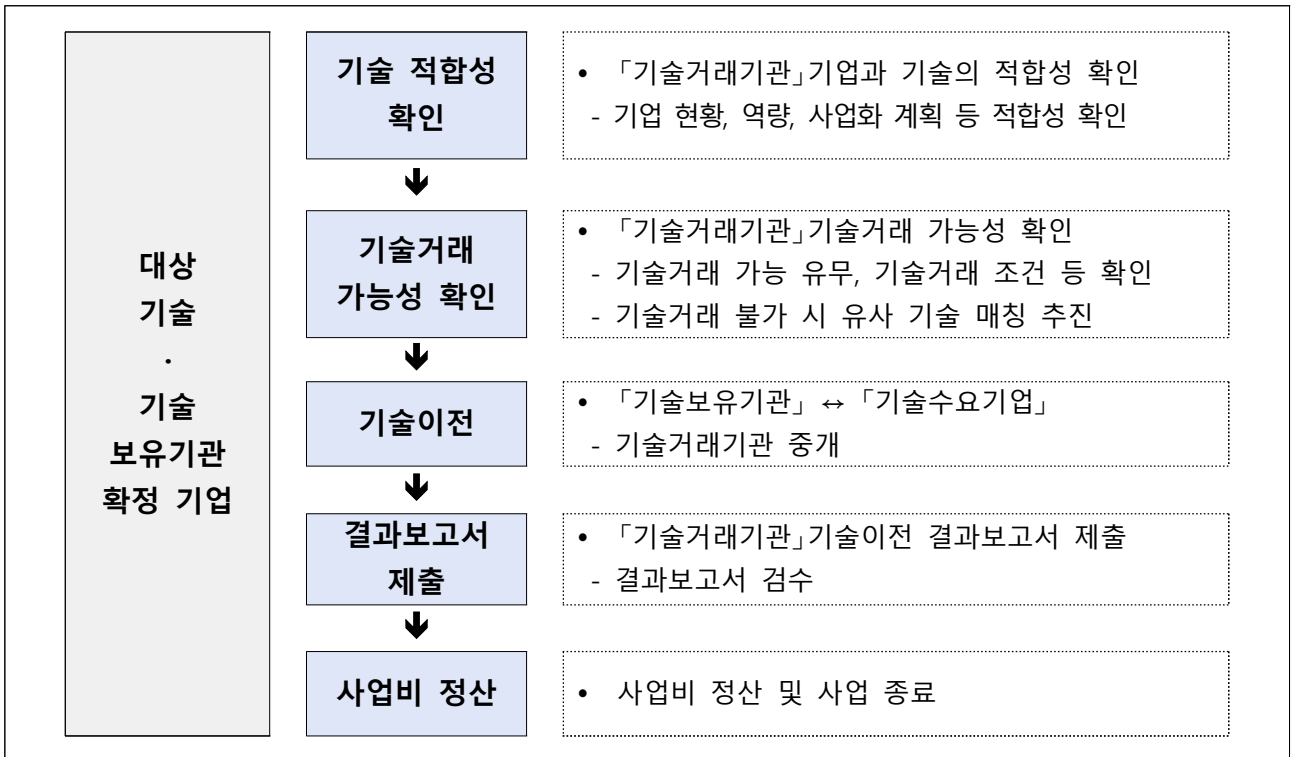 대상
기술
·
기술
보유기관
확정 기업
기술 적합성
확인
• 「기술거래기관」기업과 기술의 적합성 확인
- 기업 현황, 역량, 사업화 계획 등 적합성 확인
기술거래
가능성 확인
• 「기술거래기관」기술거래 가능성 확인
- 기술거래 가능 유무, 기술거래 조건 등 확인
- 기술거래 불가 시 유사 기술 매칭 추진
기술이전
• 「기술보유기관」 ↔ 「기술수요기업」
- 기술거래기관 중개
결과보고서
제출
• 「기술거래기관」기술이전 결과보고서 제출
- 결과보고서 검수
사업비 정산
• 사업비 정산 및 사업 종료